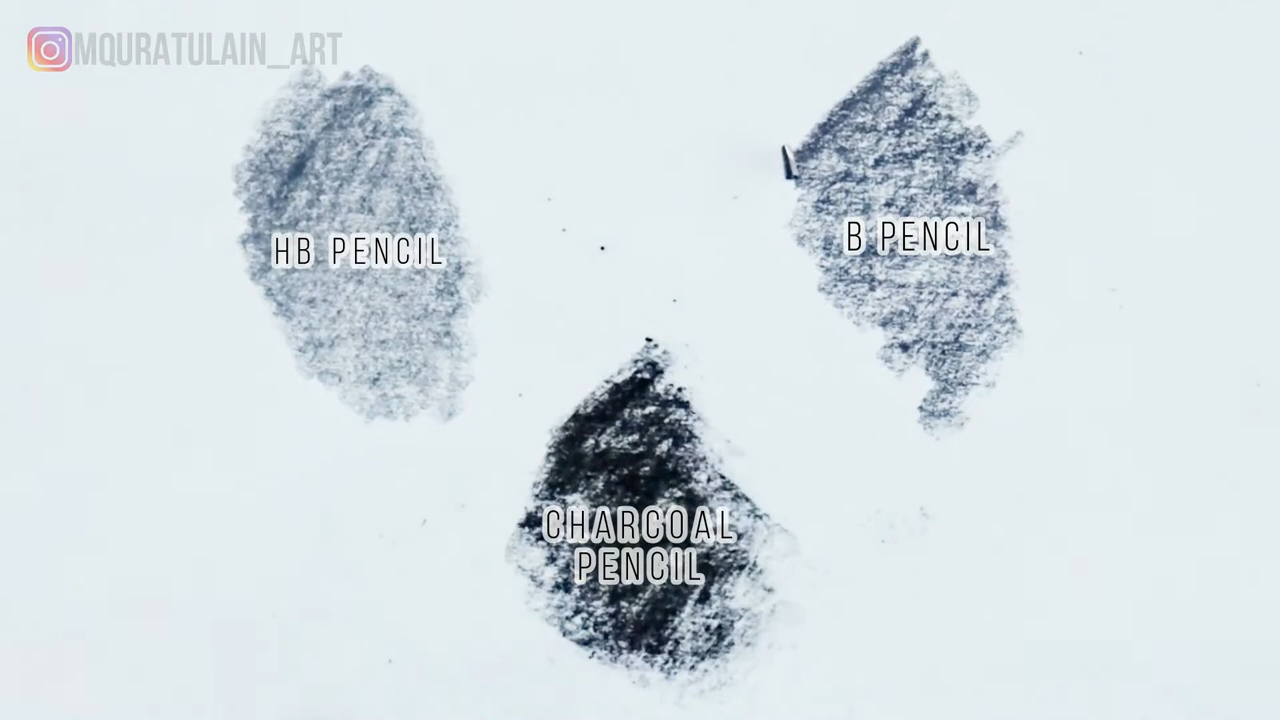 MQURATULAIN_ART
HB PENCIL
B PENCIL
CHARCOAL
PENCIL